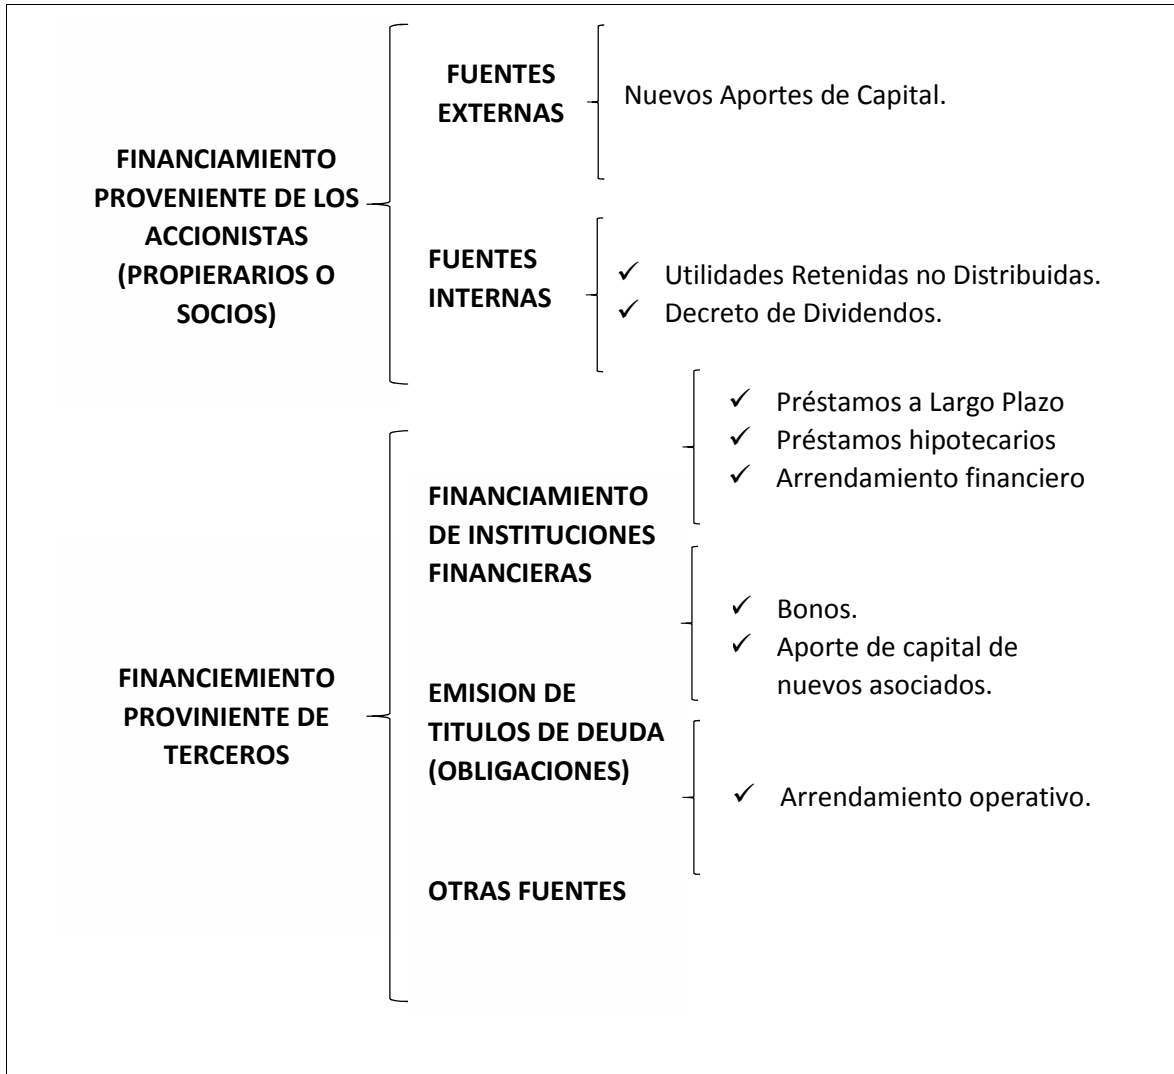 FINANCIAMIENTO
PROVENIENTE DE LOS
ACCIONISTAS
(PROPIERARIOS O
SOCIOS)
FUENTES
EXTERNAS
Nuevos Aportes de Capital.
FUENTES
INTERNAS
✓ Utilidades Retenidas no Distribuidas.
✓ Decreto de Dividendos.
FINANCIEMIENTO
PROVINIENTE DE
TERCEROS
FINANCIAMIENTO
DE INSTITUCIONES
FINANCIERAS
✓ Préstamos a Largo Plazo
✓ Préstamos hipotecarios
✓ Arrendamiento financiero
EMISION DE
TITULOS DE DEUDA
(OBLIGACIONES)
✓ Bonos.
✓ Aporte de capital de
nuevos asociados.
OTRAS FUENTES
✓ Arrendamiento operativo.